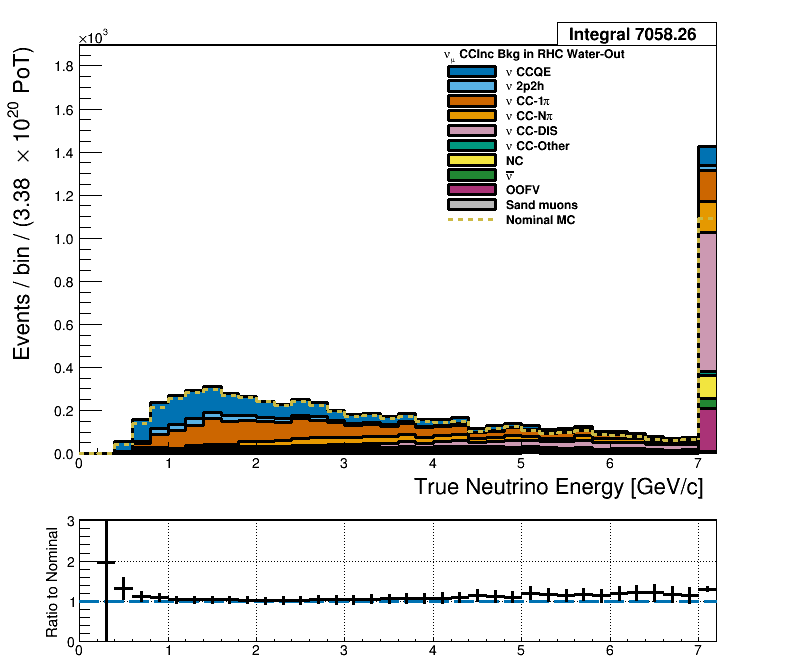 Integral 7058.26
×10³
ν_μ CCInc Bkg in RHC Water-Out
ν CCQE
ν 2p2h
ν CC-1π
ν CC-Nπ
ν CC-DIS
ν CC-Other
NC
ν̅
OOFV
Sand muons
Nominal MC
Events / bin / (3.38 × 10²⁰ PoT)
1.8
1.6
1.4
1.2
1.0
0.8
0.6
0.4
0.2
0.0
0 1 2 3 4 5 6 7
True Neutrino Energy [GeV/c]
Ratio to Nominal
3
2
1
0
0 1 2 3 4 5 6 7